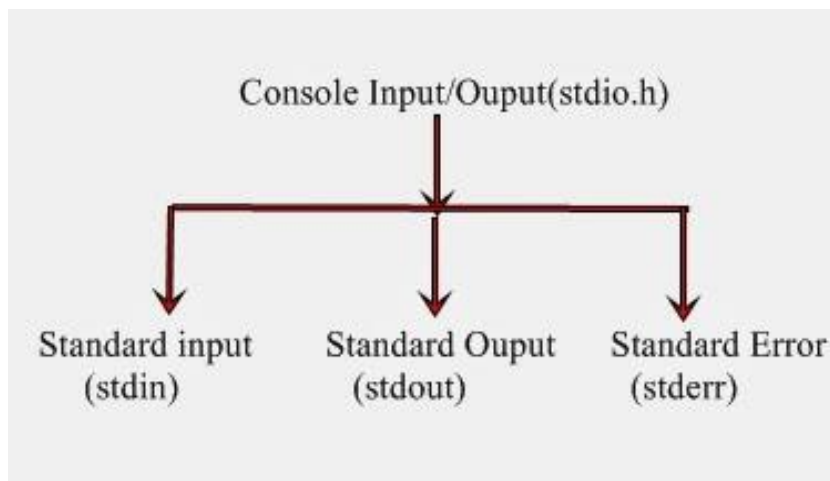 Console Input/Ouput(stdio.h)
Standard input
(stdin)
Standard Ouput
(stdout)
Standard Error
(stderr)